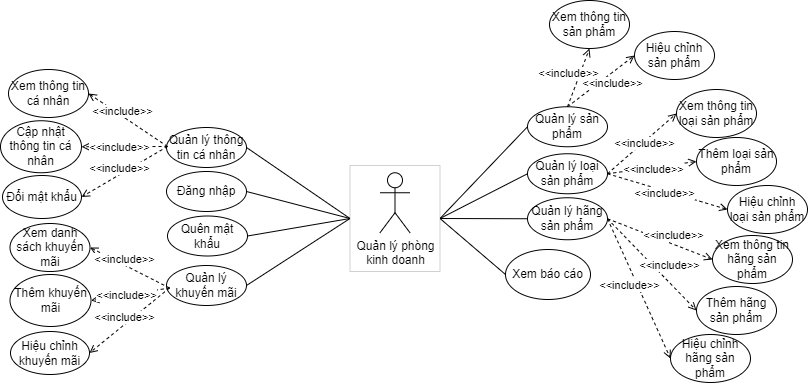 Xem thông tin
cá nhân
Cập nhật
thông tin cá
nhân
Đổi mật khẩu
<<include>>
<<include>>
<<include>>
Quản lý thông
tin cá nhân
Đăng nhập
Quên mật
khẩu
Quản lý
khuyến mãi
Xem danh
sách khuyến
mãi
Thêm khuyến
mãi
Hiệu chỉnh
khuyến mãi
<<include>>
<<include>>
<<include>>
Quản lý phòng
kinh doanh
Xem thông tin
sản phẩm
Hiệu chỉnh
sản phẩm
<<include>>
<<include>>
Quản lý sản
phẩm
Xem thông tin
loại sản phẩm
Thêm loại sản
phẩm
Hiệu chỉnh
loại sản phẩm
<<include>>
<<include>>
<<include>>
Quản lý loại
sản phẩm
Quản lý hãng
sản phẩm
Xem báo cáo
<<include>>
<<include>>
<<include>>
Xem thông tin
hãng sản
phẩm
Thêm hãng
sản phẩm
Hiệu chỉnh
hãng sản
phẩm